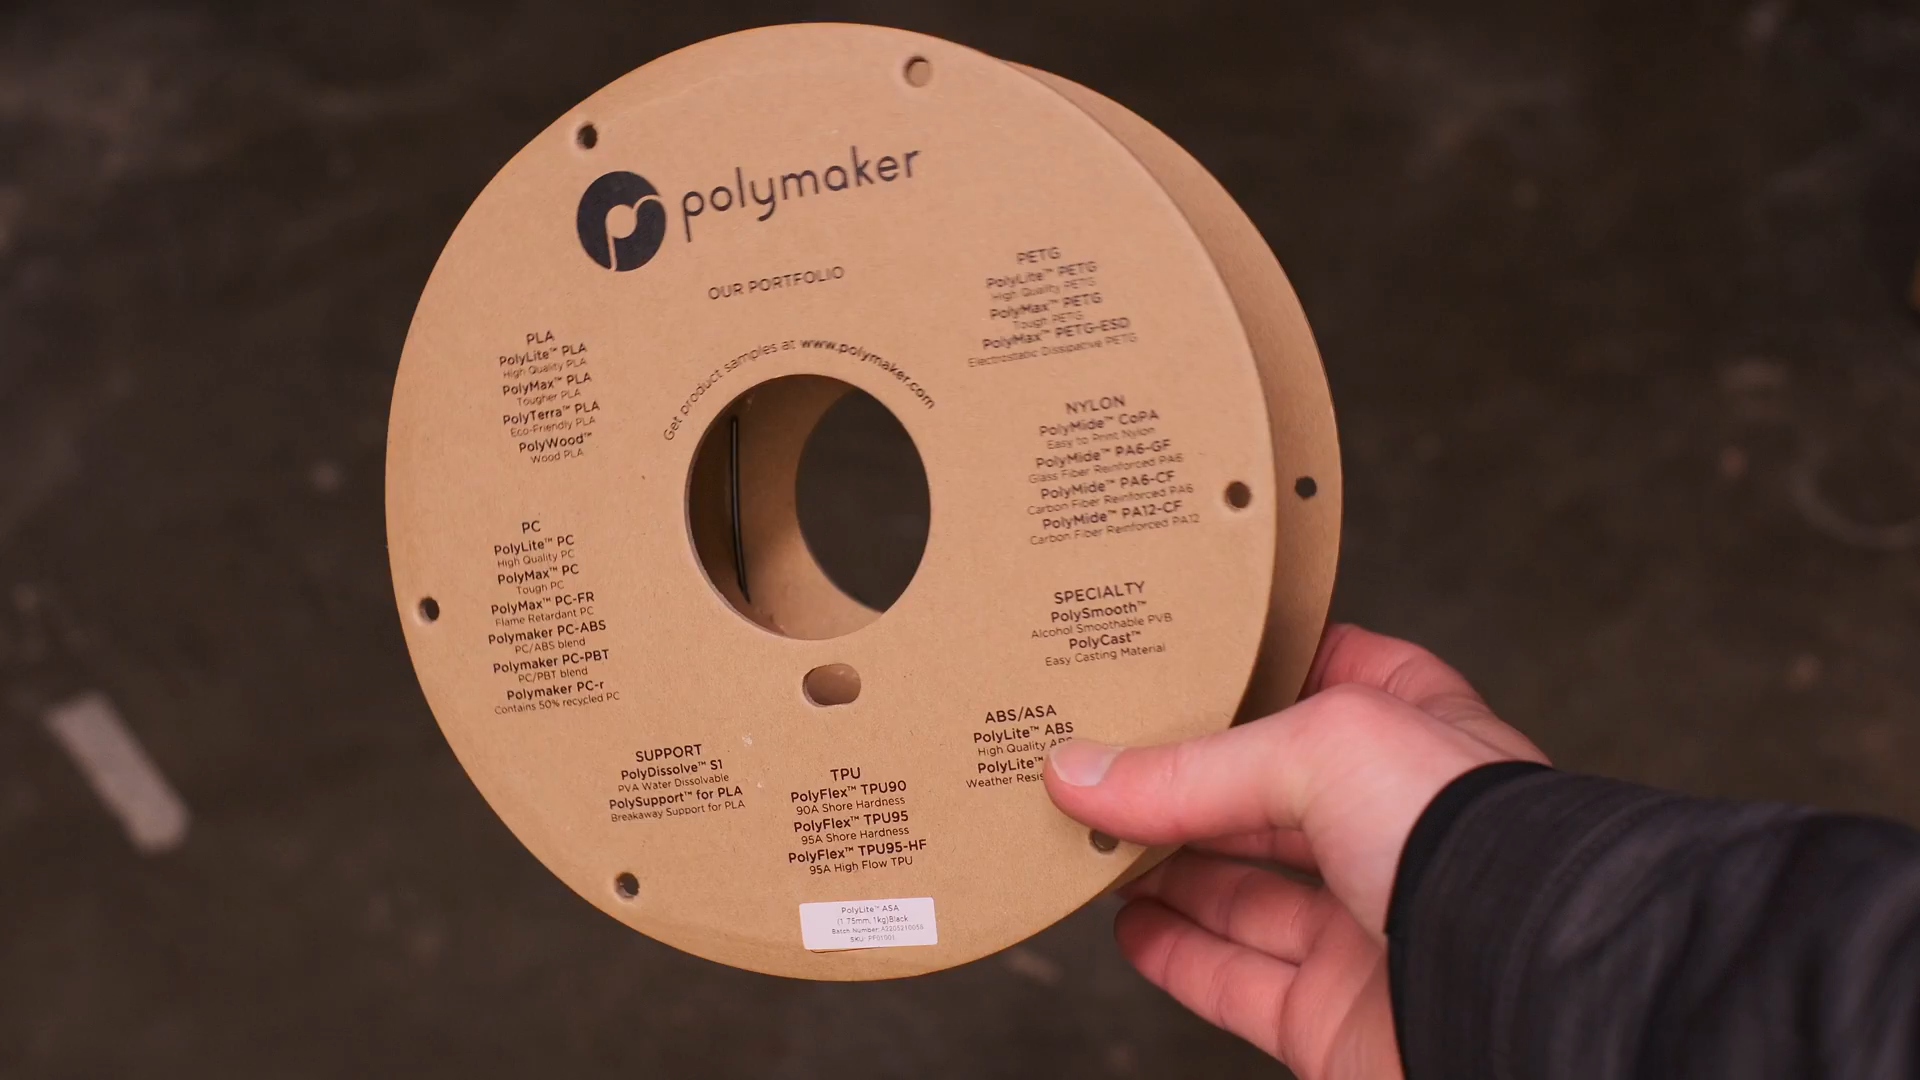 polymaker
OUR PORTFOLIO
Get product samples at www.polymaker.com
PLA
PolyLite™ PLA
High Quality PLA
PolyMax™ PLA
Tougher PLA
PolyTerra™ PLA
Eco-Friendly PLA
PolyWood™
Wood PLA
PC
PolyLite™ PC
High Quality PC
PolyMax™ PC
Tough PC
PolyMax™ PC-FR
Flame Retardant PC
Polymaker PC-ABS
PC/ABS blend
Polymaker PC-PBT
PC/PBT blend
Polymaker PC-r
Contains 50% recycled PC
SUPPORT
PolyDissolve™ S1
PVA Water Dissolvable
PolySupport™ for PLA
Breakaway Support for PLA
TPU
PolyFlex™ TPU90
90A Shore Hardness
PolyFlex™ TPU95
95A Shore Hardness
PolyFlex™ TPU95-HF
95A High Flow TPU
PETG
PolyLite™ PETG
High Quality PETG
PolyMax™ PETG
Tough PETG
PolyMax™ PETG-ESD
Electrostatic Dissipative PETG
NYLON
PolyMide™ CoPA
Easy to Print Nylon
PolyMide™ PA6-GF
Glass Fiber Reinforced PA6
PolyMide™ PA6-CF
Carbon Fiber Reinforced PA6
PolyMide™ PA12-CF
Carbon Fiber Reinforced PA12
SPECIALTY
PolySmooth™
Alcohol Smoothable PVB
PolyCast™
Easy Casting Material
ABS/ASA
PolyLite™ ABS
High Quality ABS
PolyLite™
Weather
PolyLite™ ASA
(1.75mm, 1kg)Black
Batch Number:
SKU: PF01001